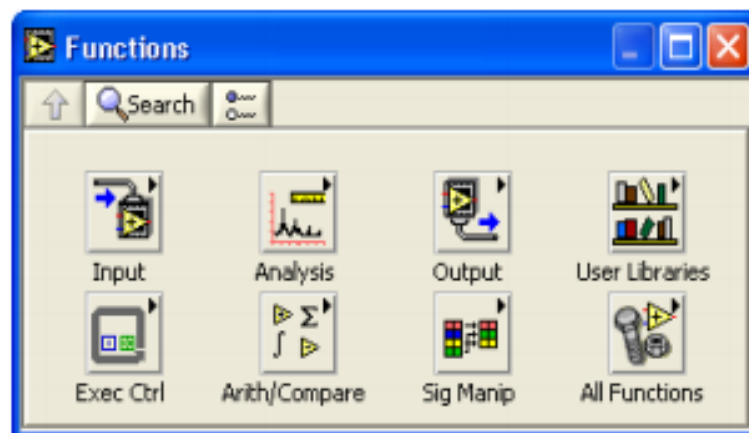 Functions
Search
Input Analysis Output User Libraries
Exec Ctrl Arith/Compare Sig Manip All Functions